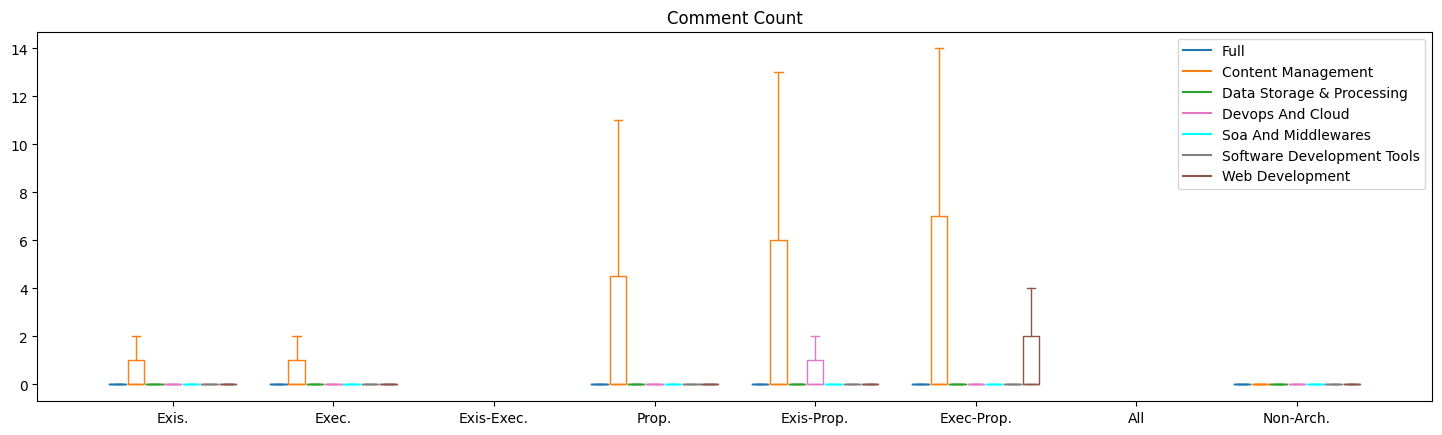 Comment Count
14
12
10
8
6
4
2
0
Full
Content Management
Data Storage & Processing
Devops And Cloud
Soa And Middlewares
Software Development Tools
Web Development
Exis. Exec. Exis-Exec. Prop. Exis-Prop. Exec-Prop. All Non-Arch.